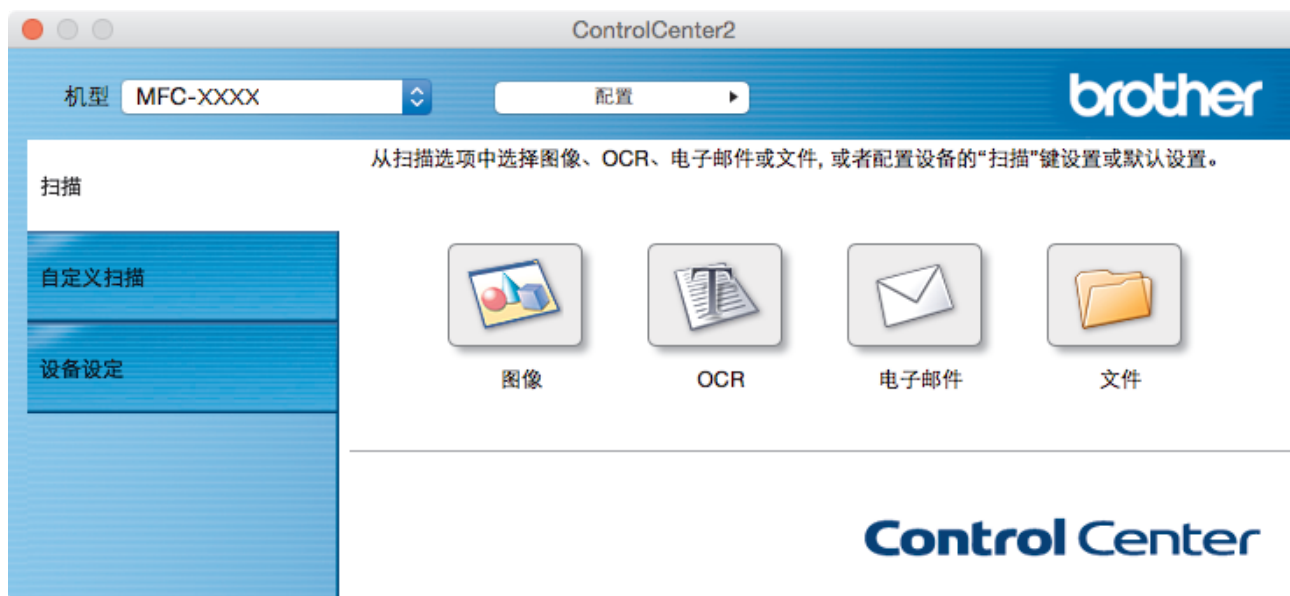 ControlCenter2
机型 MFC-XXXX 配置 brother
从扫描选项中选择图像、OCR、电子邮件或文件, 或者配置设备的“扫描”键设置或默认设置。
扫描
自定义扫描
设备设定
图像 OCR 电子邮件 文件
Control Center